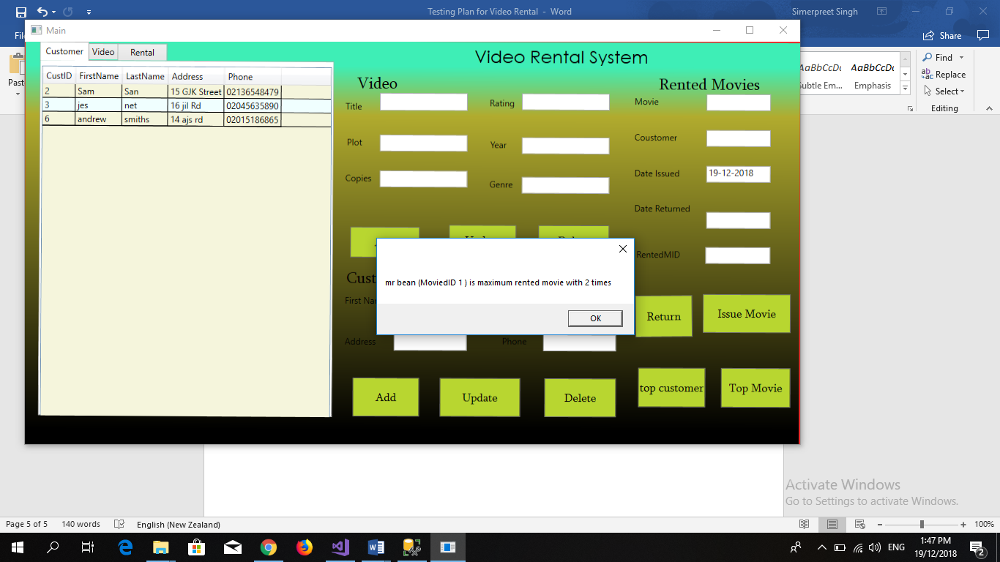 Testing Plan for Video Rental - Word
Simerpreet Singh
Main
Share
Customer Video Rental
Video Rental System
CustID FirstName LastName Address Phone
2 Sam San 15 GJK Street 02136548479
3 jes net 16 jil Rd 02045635890
6 andrew smiths 14 ajs rd 02015186865
Video
Title
Rating
Plot
Year
Copies
Genre
Rented Movies
Movie
Coustomer
Date Issued 19-12-2018
Date Returned
RentedMID
mr bean (MoviedID 1 ) is maximum rented movie with 2 times
OK
Address
Phone
Return
Issue Movie
Add
Update
Delete
top customer
Top Movie
AaBbCcDc AaBbCcDc
Subtle Em... Emphasis
Find
Replace
Select
Editing
Activate Windows
Go to Settings to activate Windows.
Page 5 of 5 140 words English (New Zealand)
100%
ENG
1:47 PM
19/12/2018
2